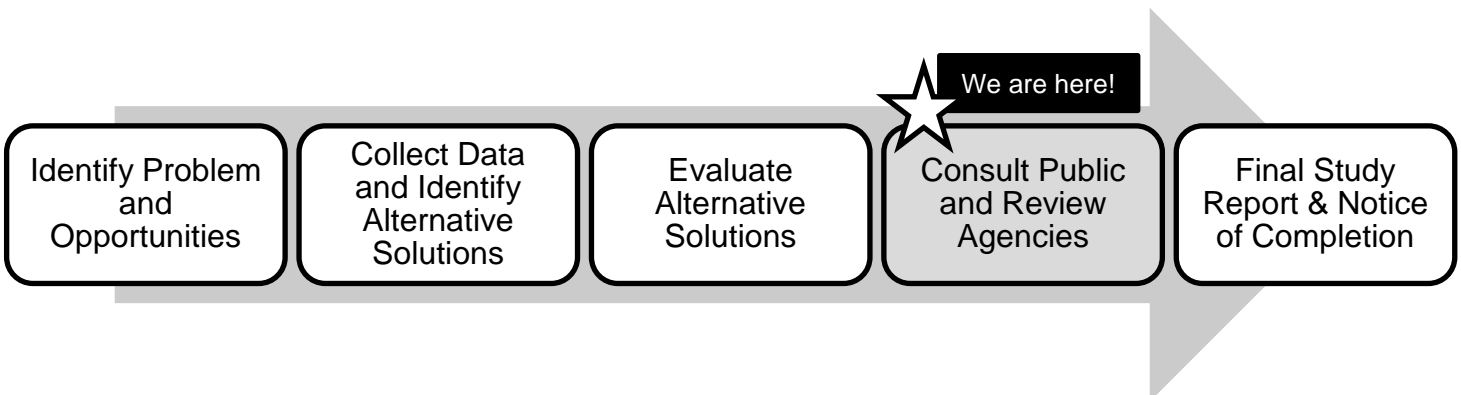 We are here!
Identify Problem
and
Opportunities
Collect Data
and Identify
Alternative
Solutions
Evaluate
Alternative
Solutions
Consult Public
and Review
Agencies
Final Study
Report & Notice
of Completion